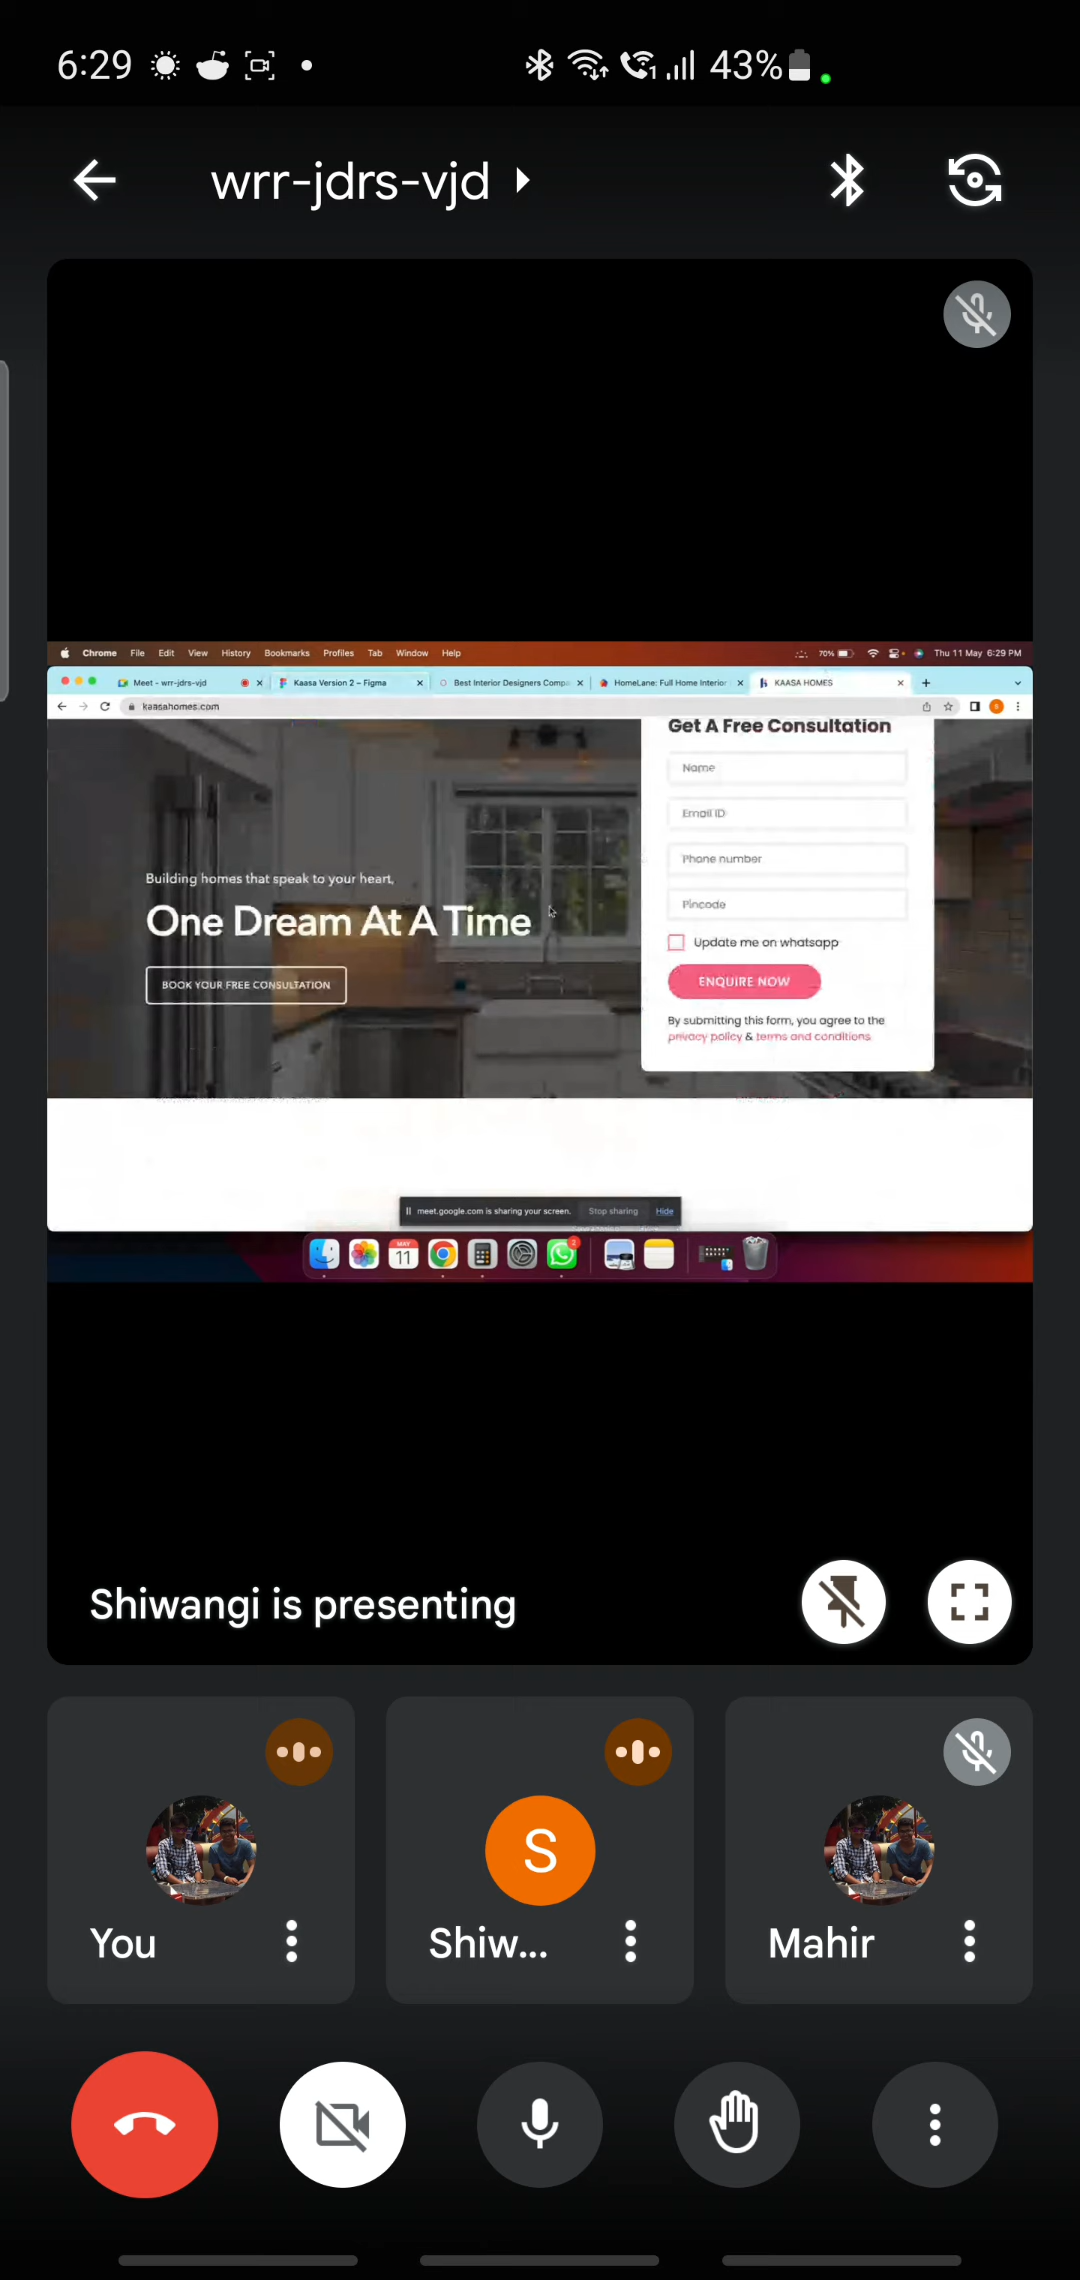 6:29
43%
wrr-jdrs-vjd
Chrome File Edit View History Bookmarks Profiles Tab Window Help
70% Thu 11 May 6:29 PM
Meet - wrr-jdrs-vjd
Kaasa Version 2 – Figma
Best Interior Designers Compa
HomeLane: Full Home Interior
KAASA HOMES
kaasahomes.com
Get A Free Consultation
Name
Email ID
Phone number
Pincode
Update me on whatsapp
ENQUIRE NOW
By submitting this form, you agree to the
privacy policy & terms and conditions
Building homes that speak to your heart,
One Dream At A Time
BOOK YOUR FREE CONSULTATION
meet.google.com is sharing your screen. Stop sharing Hide
MAY
11
2
Shiwangi is presenting
S
You
Shiw...
Mahir